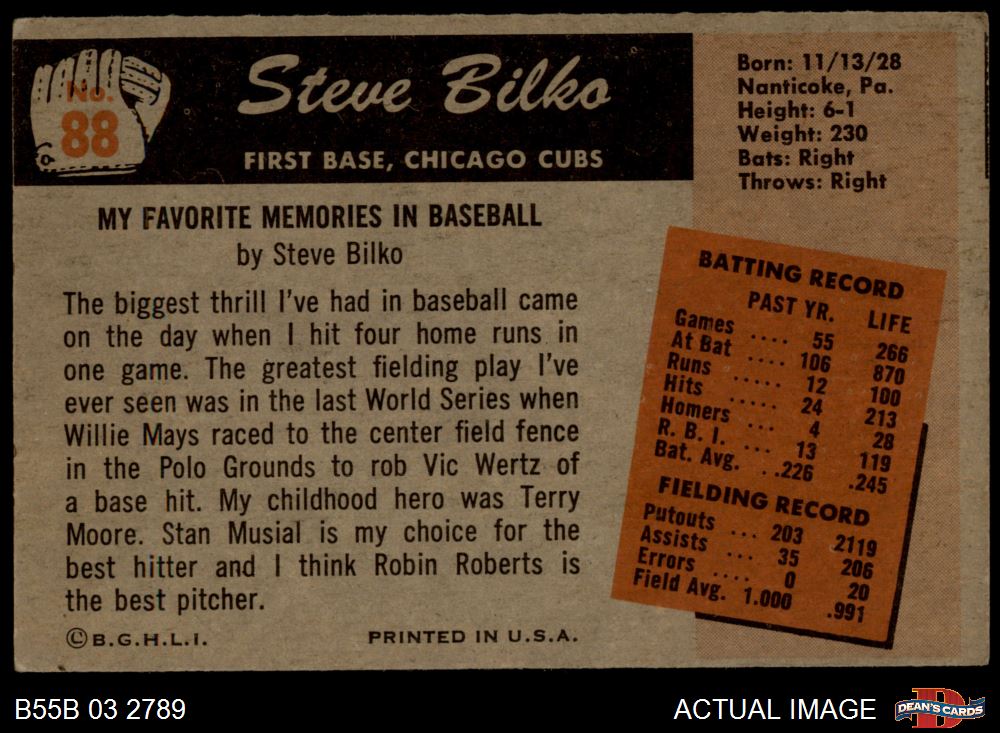 No.
88
Steve Bilko
FIRST BASE, CHICAGO CUBS
Born: 11/13/28
Nanticoke, Pa.
Height: 6-1
Weight: 230
Bats: Right
Throws: Right
MY FAVORITE MEMORIES IN BASEBALL
by Steve Bilko
The biggest thrill I've had in baseball came
on the day when I hit four home runs in
one game. The greatest fielding play I've
ever seen was in the last World Series when
Willie Mays raced to the center field fence
in the Polo Grounds to rob Vic Wertz of
a base hit. My childhood hero was Terry
Moore. Stan Musial is my choice for the
best hitter and I think Robin Roberts is
the best pitcher.
©B.G.H.L.I. PRINTED IN U.S.A.
BATTING RECORD
PAST YR. LIFE
Games .... 55 266
At Bat .... 106 870
Runs ..... 12 100
Hits ..... 24 213
Homers ... 4 28
R. B. I. ... 13 119
Bat. Avg. ..226 .245
FIELDING RECORD
Putouts ... 203 2119
Assists ... 35 206
Errors .... 0 20
Field Avg. 1.000 .991
B55B 03 2789 ACTUAL IMAGE
DEAN'S CARDS